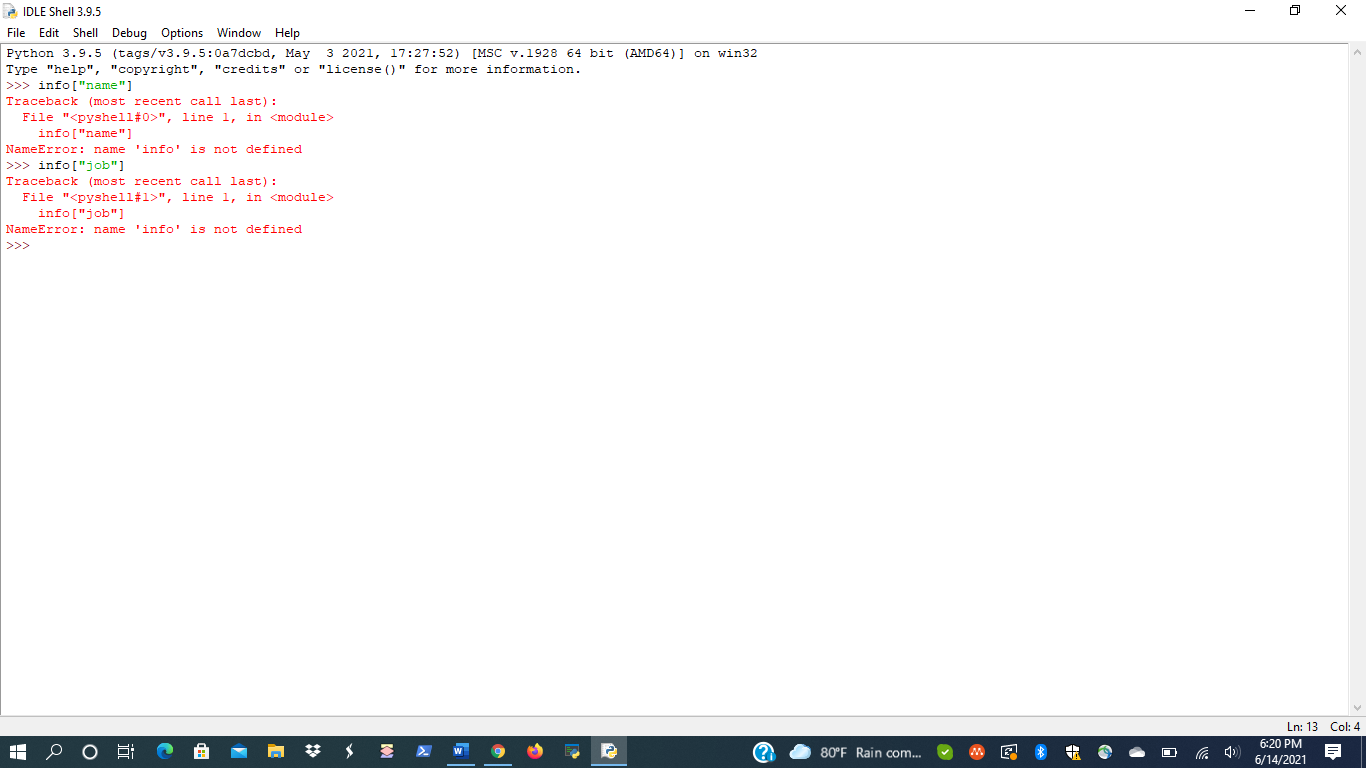 IDLE Shell 3.9.5
File Edit Shell Debug Options Window Help
Python 3.9.5 (tags/v3.9.5:0a7dcbd, May  3 2021, 17:27:52) [MSC v.1928 64 bit (AMD64)] on win32
Type "help", "copyright", "credits" or "license()" for more information.
>>> info["name"]
Traceback (most recent call last):
  File "<pyshell#0>", line 1, in <module>
    info["name"]
NameError: name 'info' is not defined
>>> info["job"]
Traceback (most recent call last):
  File "<pyshell#1>", line 1, in <module>
    info["job"]
NameError: name 'info' is not defined
>>>
Ln: 13 Col: 4
80°F Rain com...
6:20 PM
6/14/2021